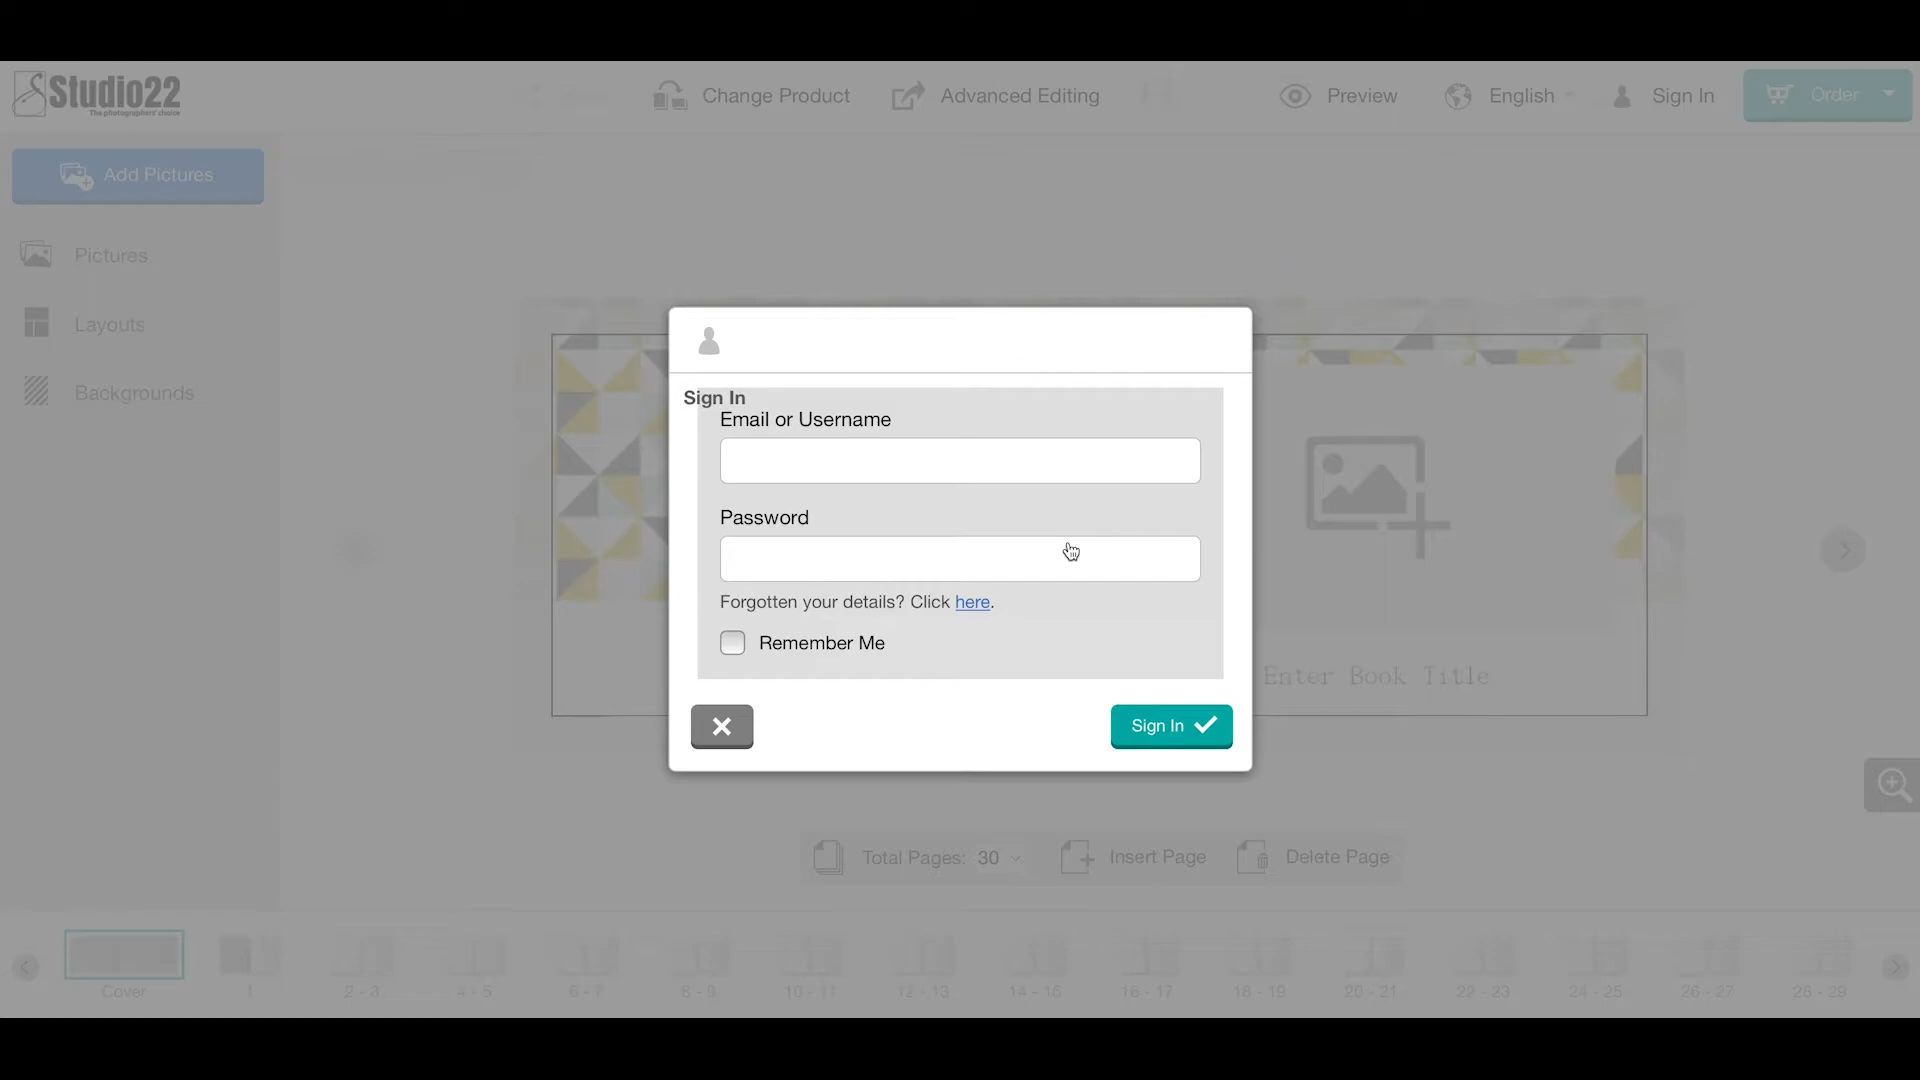 Studio22
The photographers' choice
Change Product
Advanced Editing
Preview
English
Sign In
Order
Add Pictures
Pictures
Layouts
Backgrounds
Sign In
Email or Username
Password
Forgotten your details? Click here.
Remember Me
Sign In
Enter Book Title
Total Pages: 30
Insert Page
Delete Page
Cover
1
2 - 3
4 - 5
6 - 7
8 - 9
10 - 11
12 - 13
14 - 15
16 - 17
18 - 19
20 - 21
22 - 23
24 - 25
26 - 27
28 - 29